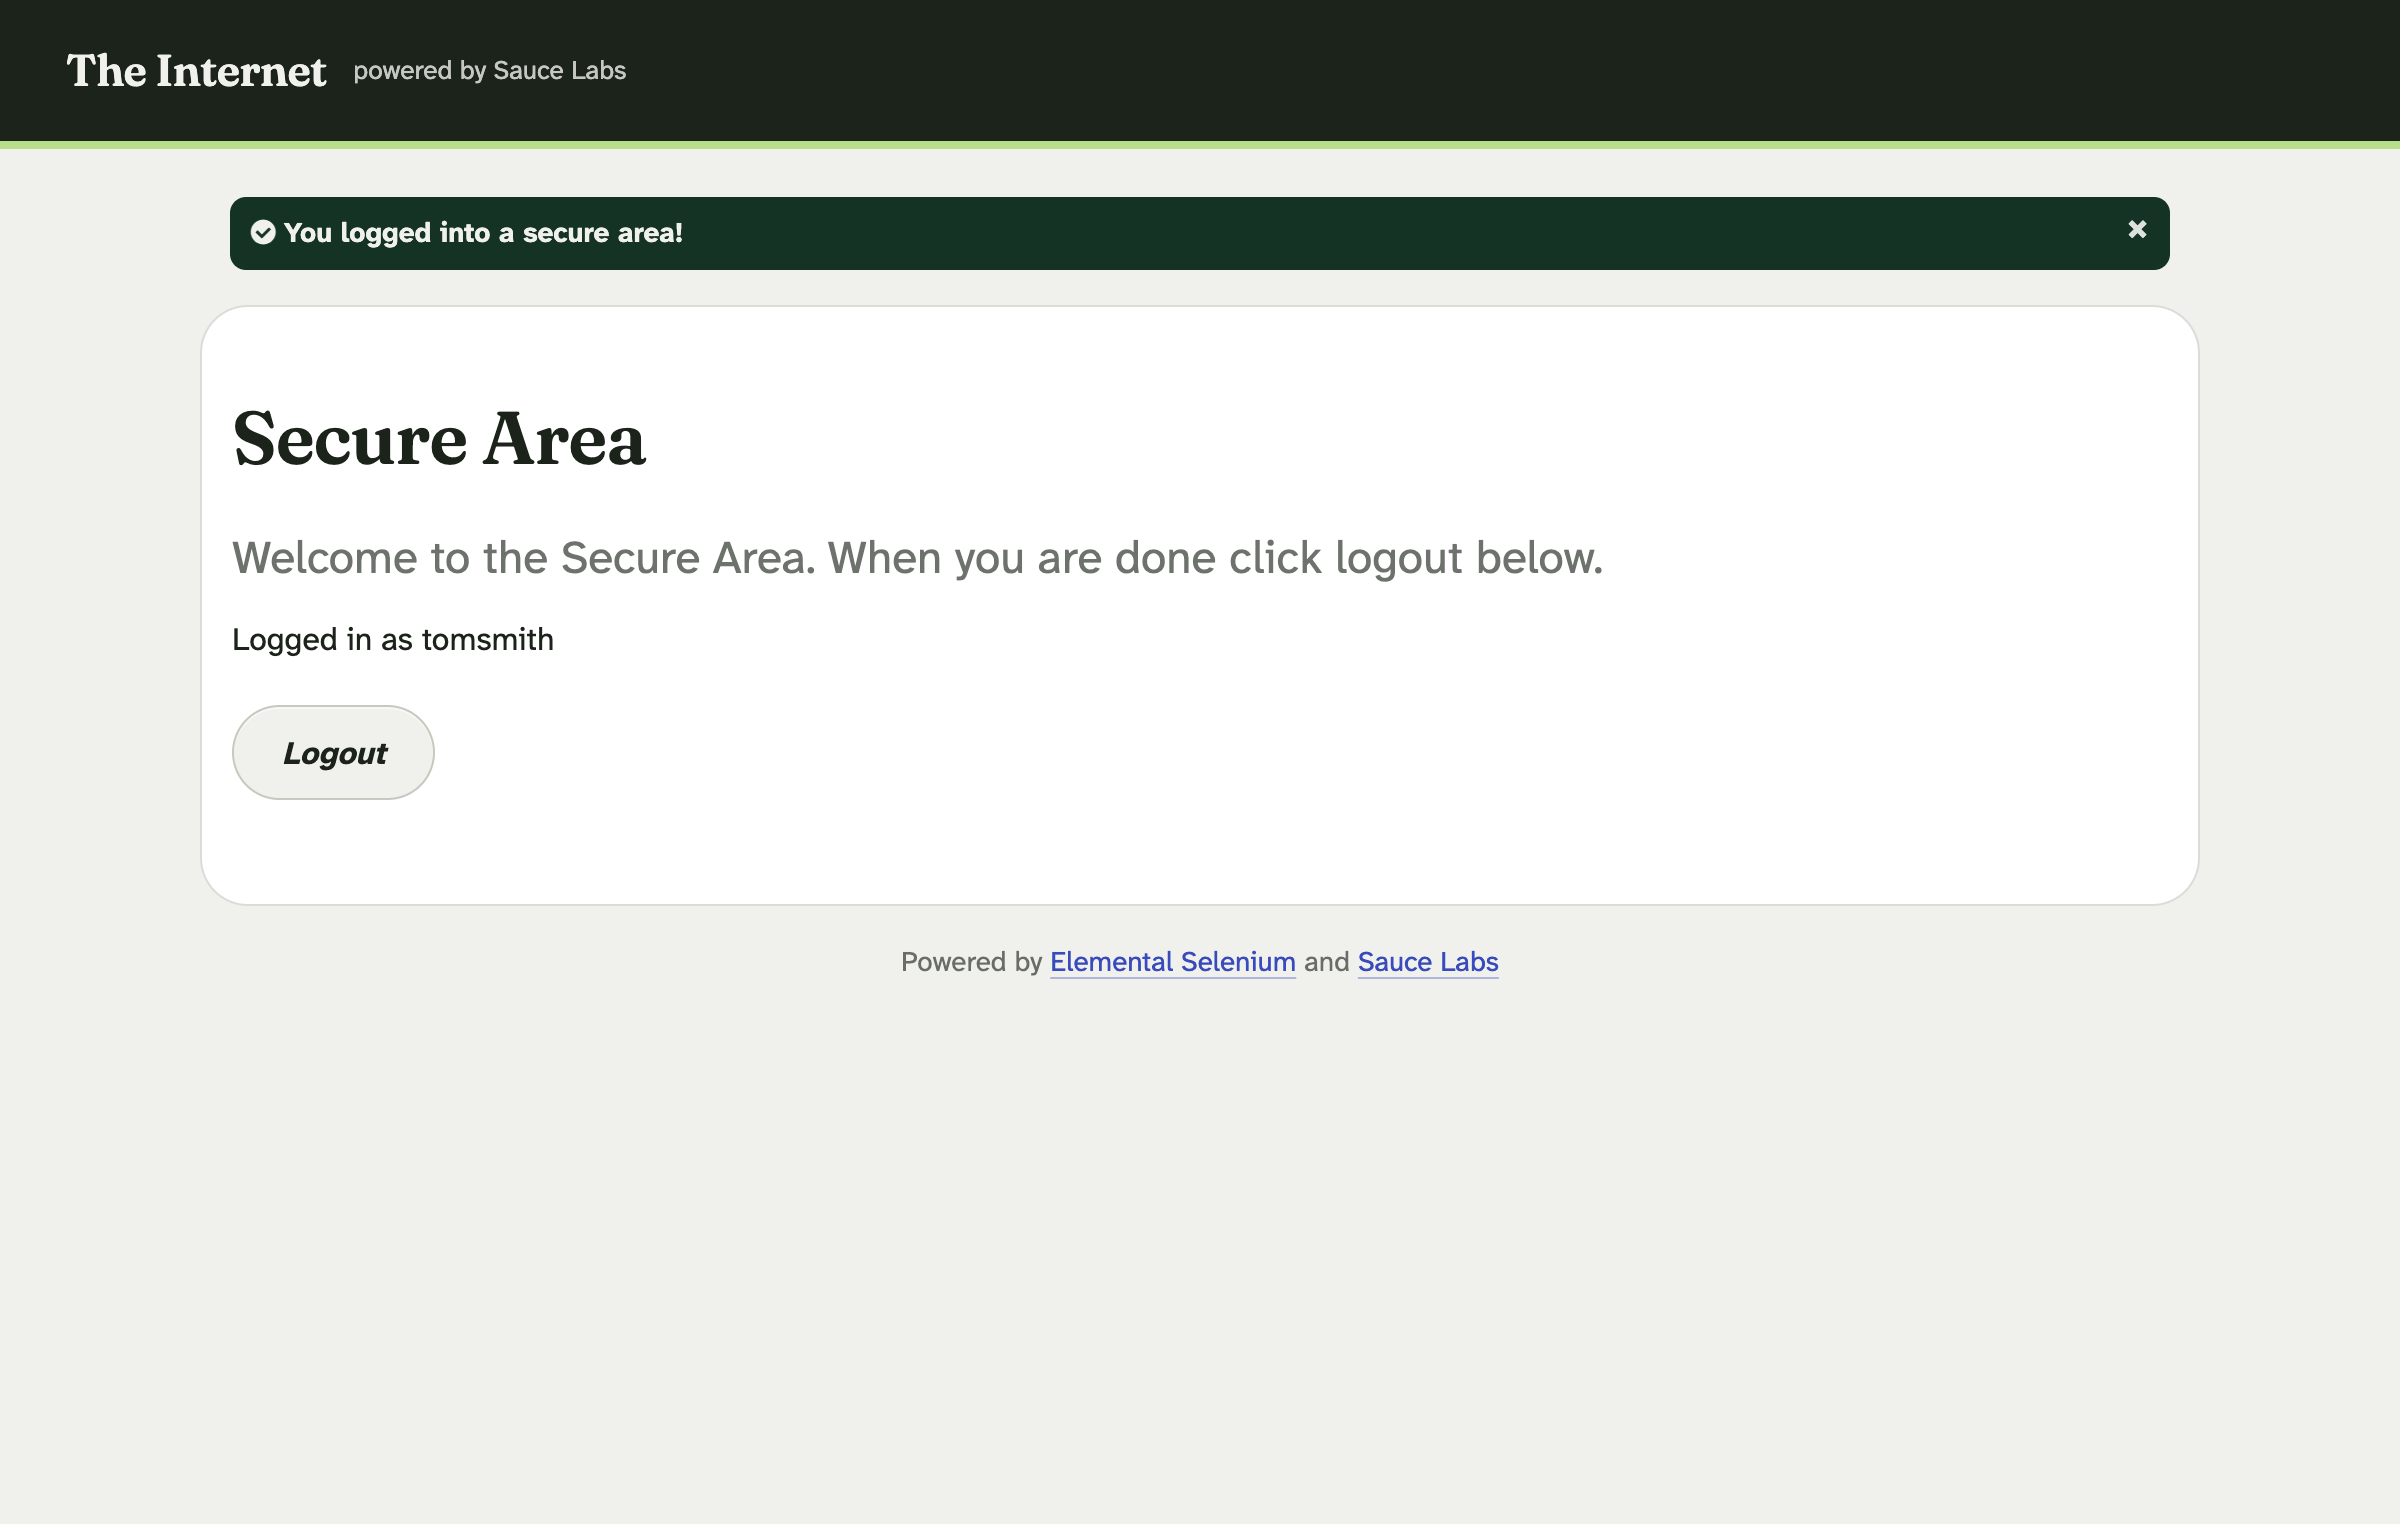 The Internet powered by Sauce Labs
You logged into a secure area!
Secure Area
Welcome to the Secure Area. When you are done click logout below.
Logged in as tomsmith
Logout
Powered by Elemental Selenium and Sauce Labs